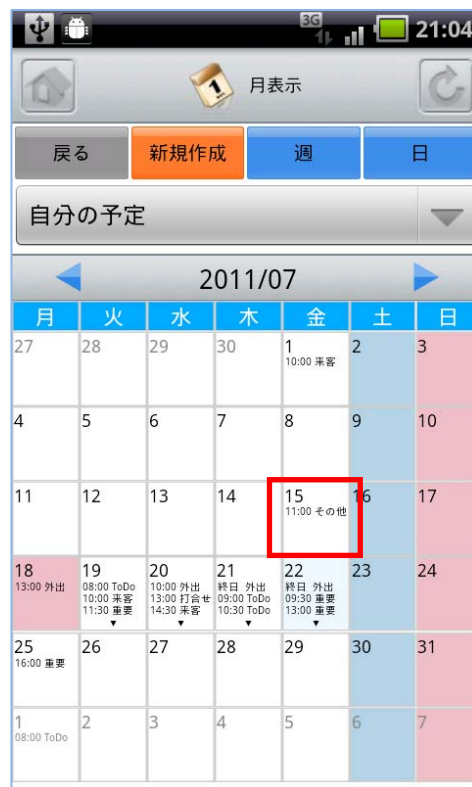 3G 21:04
月表示
戻る 新規作成 週 日
自分の予定
2011/07
月 火 水 木 金 土 日
27 28 29 30 1 2 3
10:00 来客
4 5 6 7 8 9 10
11 12 13 14 15 16 17
11:00 その他
18 19 20 21 22 23 24
13:00 外出 08:00 ToDo 10:00 外出 終日 外出 終日 外出
10:00 来客 13:00 打合せ 09:00 ToDo 09:30 重要
11:30 重要 14:30 来客 10:30 ToDo 13:00 重要
▼ ▼ ▼ ▼
25 26 27 28 29 30 31
16:00 重要
1 2 3 4 5 6 7
08:00 ToDo